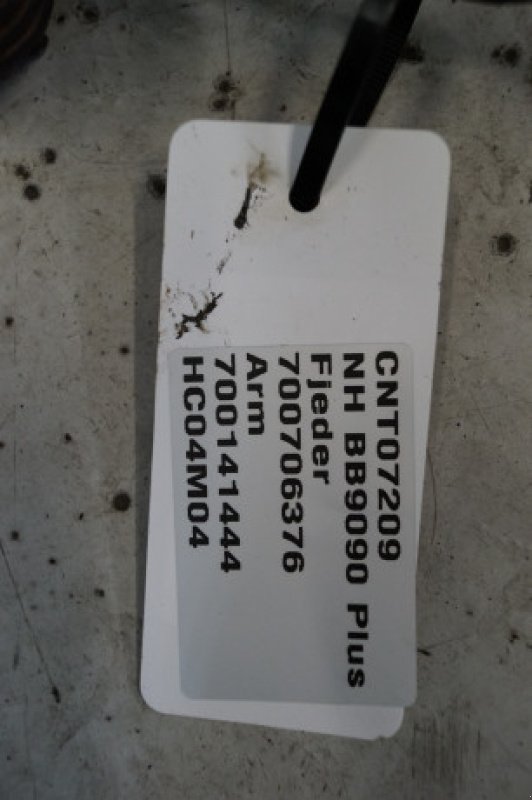 CNT07209
NH BB9090 Plus
Fjeder
700706376
Arm
700141444
HC04M04